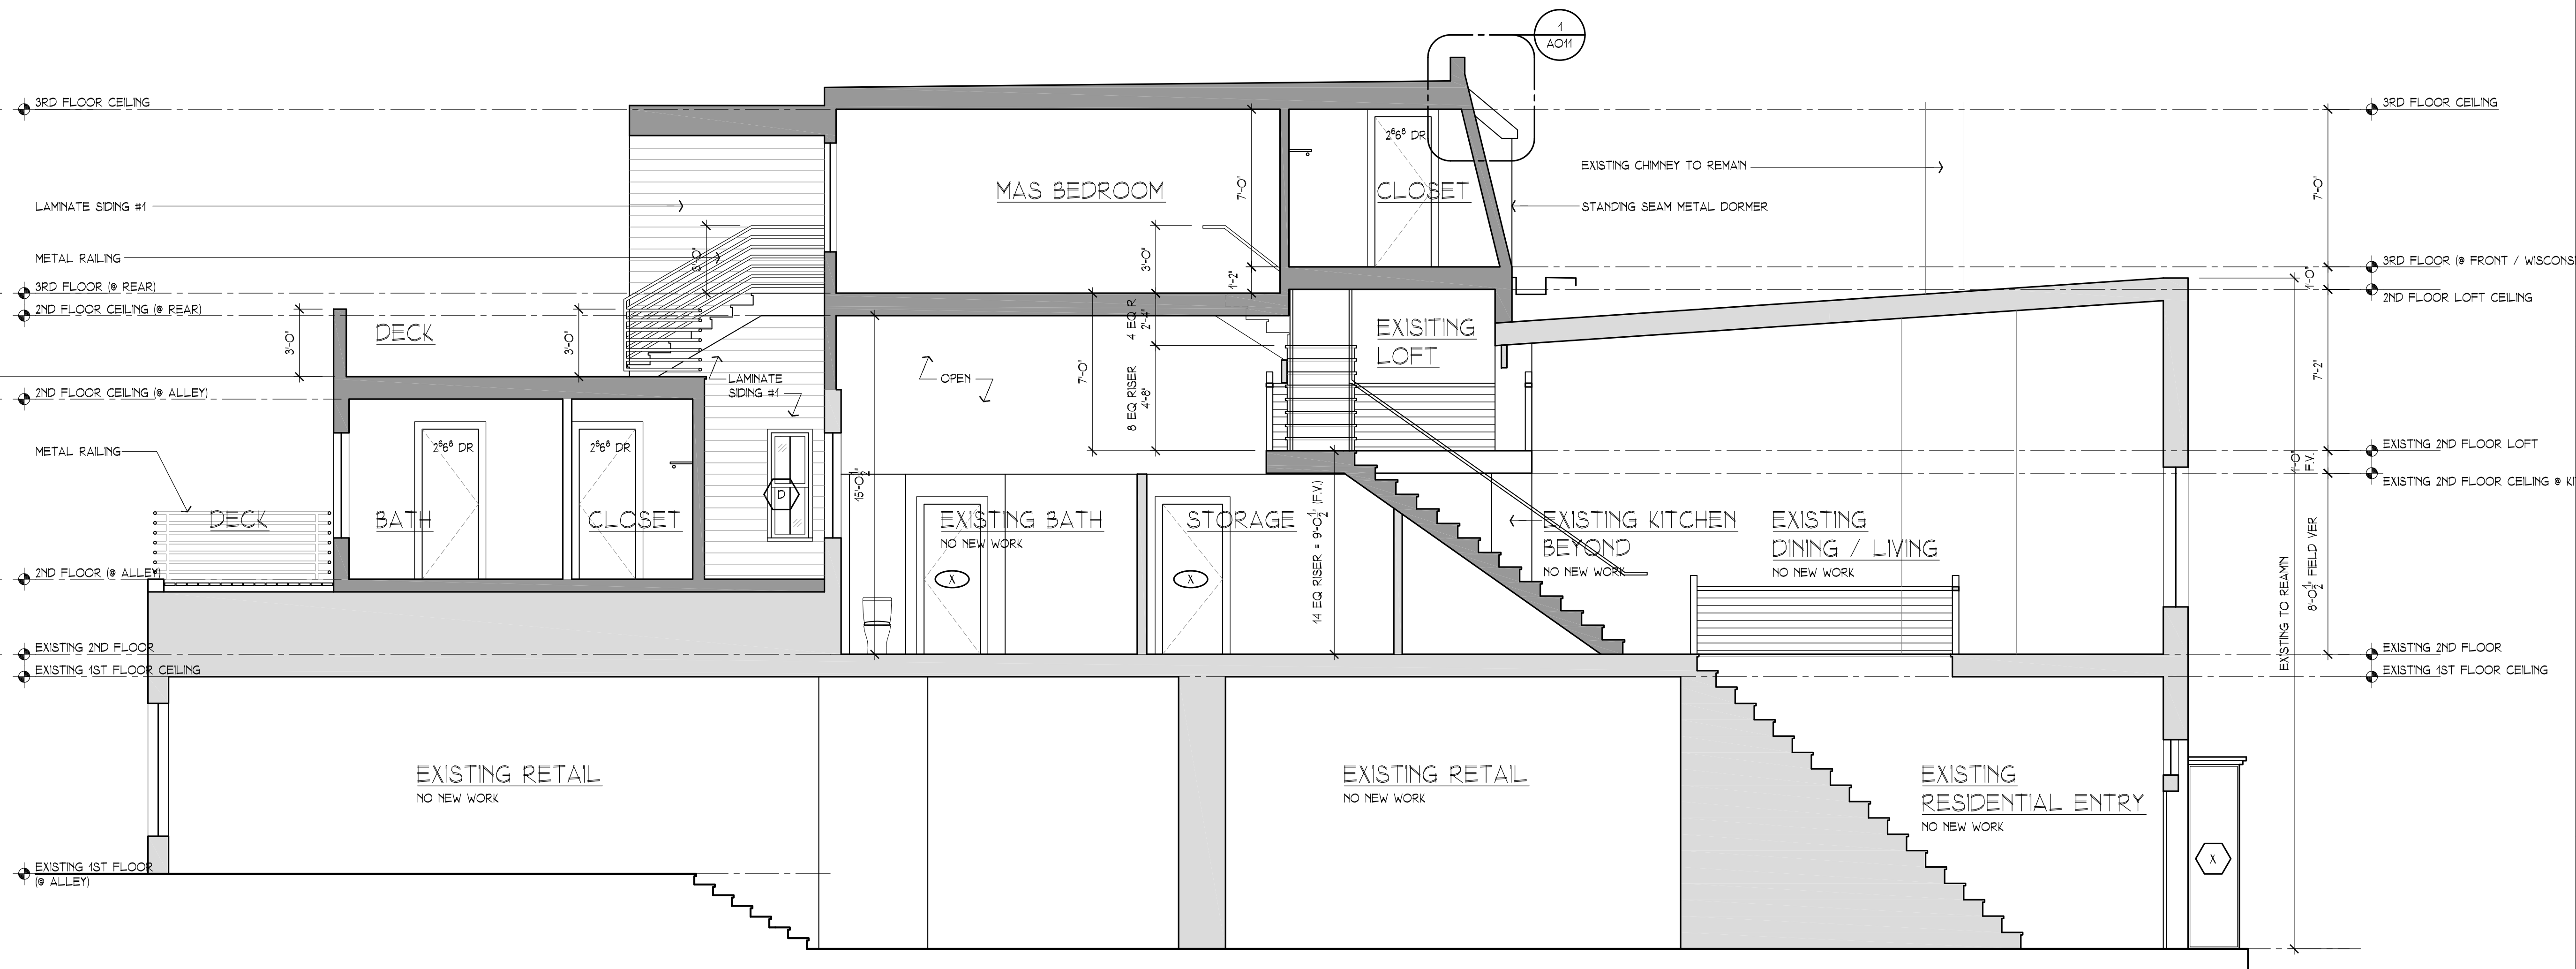 1
A011
3RD FLOOR CEILING
LAMINATE SIDING #1
METAL RAILING
3RD FLOOR (@ REAR)
2ND FLOOR CEILING (@ REAR)
2ND FLOOR CEILING (@ ALLEY)
METAL RAILING
2ND FLOOR (@ ALLEY)
EXISTING 2ND FLOOR
EXISTING 1ST FLOOR CEILING
EXISTING 1ST FLOOR
(@ ALLEY)
3'-0"
DECK
3'-0"
3'-0"
LAMINATE
SIDING #1
2⁶6⁸ DR
2⁶6⁸ DR
D
DECK
BATH
CLOSET
MAS BEDROOM
7'-0"
3'-0"
1'-2"
2⁶6⁸ DR
CLOSET
OPEN
7'-0"
4 EQ R
2'-4"
8 EQ RISER
4'-8"
EXISITING
LOFT
15'-0½"
EXISTING BATH
NO NEW WORK
X
STORAGE
X
14 EQ RISER = 9'-0½" (F.V.)
EXISTING KITCHEN
BEYOND
NO NEW WORK
EXISTING
DINING / LIVING
NO NEW WORK
EXISTING CHIMNEY TO REMAIN
STANDING SEAM METAL DORMER
EXISTING RETAIL
NO NEW WORK
EXISTING RETAIL
NO NEW WORK
EXISTING
RESIDENTIAL ENTRY
NO NEW WORK
X
EXISTING TO REAMIN
7'-0"
1'-0"
7'-2"
1'-0"
F.V.
8'-0½" FIELD VER
3RD FLOOR CEILING
3RD FLOOR (@ FRONT / WISCONS
2ND FLOOR LOFT CEILING
EXISTING 2ND FLOOR LOFT
EXISTING 2ND FLOOR CEILING @ KI
EXISTING 2ND FLOOR
EXISTING 1ST FLOOR CEILING